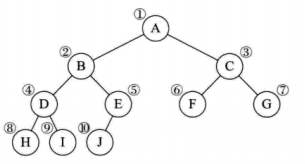 ① A
② B ③ C
④ D ⑤ E ⑥ F ⑦ G
⑧ H ⑨ I ⑩ J